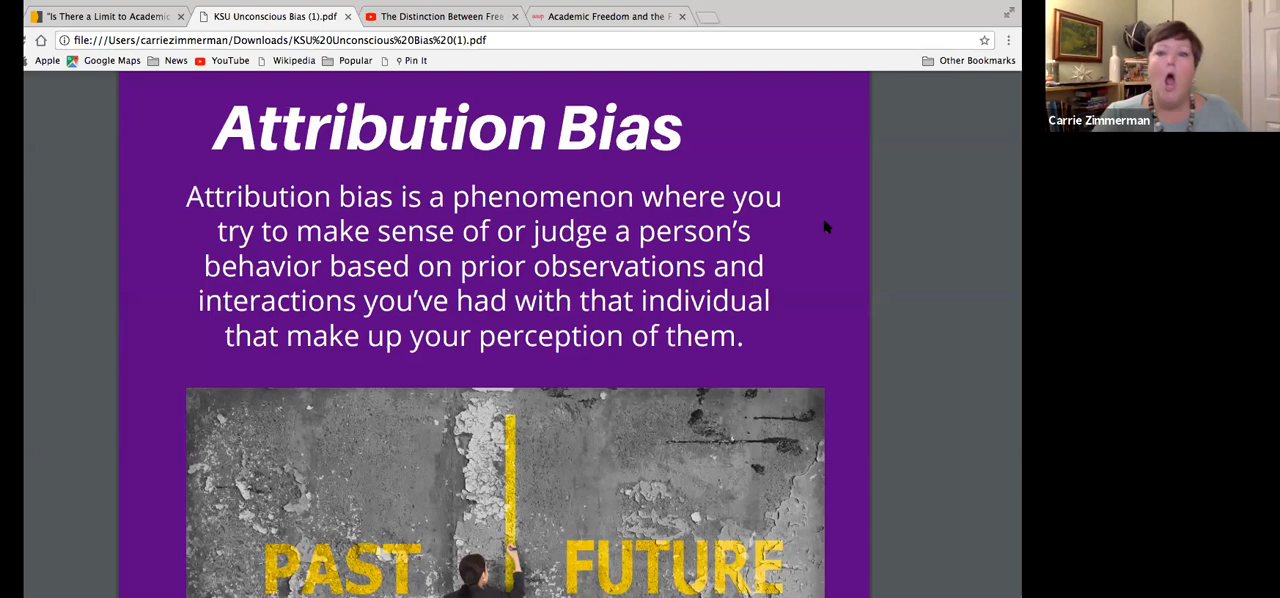 "Is There a Limit to Academic
KSU Unconscious Bias (1).pdf
The Distinction Between Free
Academic Freedom and the F
file:///Users/carriezimmerman/Downloads/KSU%20Unconscious%20Bias%20(1).pdf
Apple Google Maps News YouTube Wikipedia Popular Pin It Other Bookmarks
Carrie Zimmerman
Attribution Bias
Attribution bias is a phenomenon where you
try to make sense of or judge a person's
behavior based on prior observations and
interactions you've had with that individual
that make up your perception of them.
PAST FUTURE